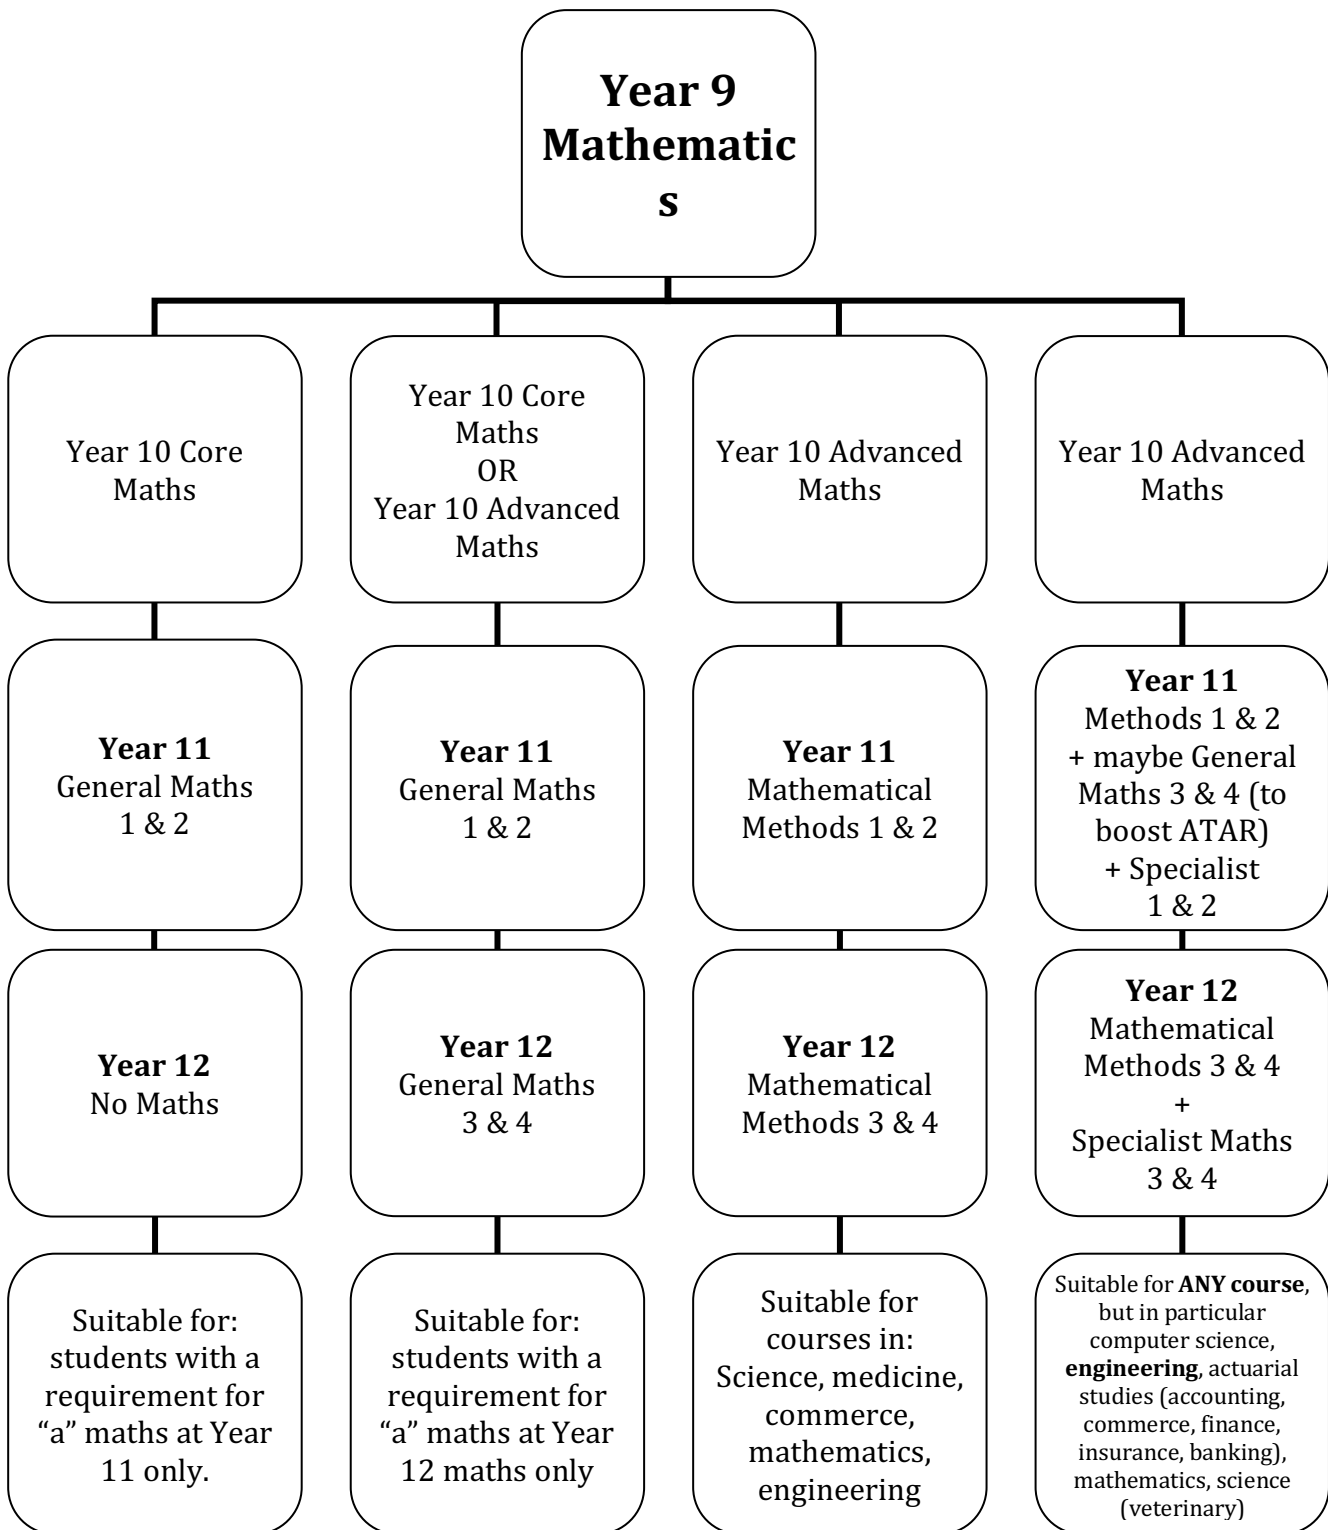 Year 9
Mathematic
s
Year 10 Core
Maths
Year 10 Core
Maths
OR
Year 10 Advanced
Maths
Year 10 Advanced
Maths
Year 10 Advanced
Maths
Year 11
General Maths
1 & 2
Year 11
General Maths
1 & 2
Year 11
Mathematical
Methods 1 & 2
Year 11
Methods 1 & 2
+ maybe General
Maths 3 & 4 (to
boost ATAR)
+ Specialist
1 & 2
Year 12
No Maths
Year 12
General Maths
3 & 4
Year 12
Mathematical
Methods 3 & 4
Year 12
Mathematical
Methods 3 & 4
+
Specialist Maths
3 & 4
Suitable for:
students with a
requirement for
“a” maths at Year
11 only.
Suitable for:
students with a
requirement for
“a” maths at Year
12 maths only
Suitable for
courses in:
Science, medicine,
commerce,
mathematics,
engineering
Suitable for ANY course,
but in particular
computer science,
engineering, actuarial
studies (accounting,
commerce, finance,
insurance, banking),
mathematics, science
(veterinary)